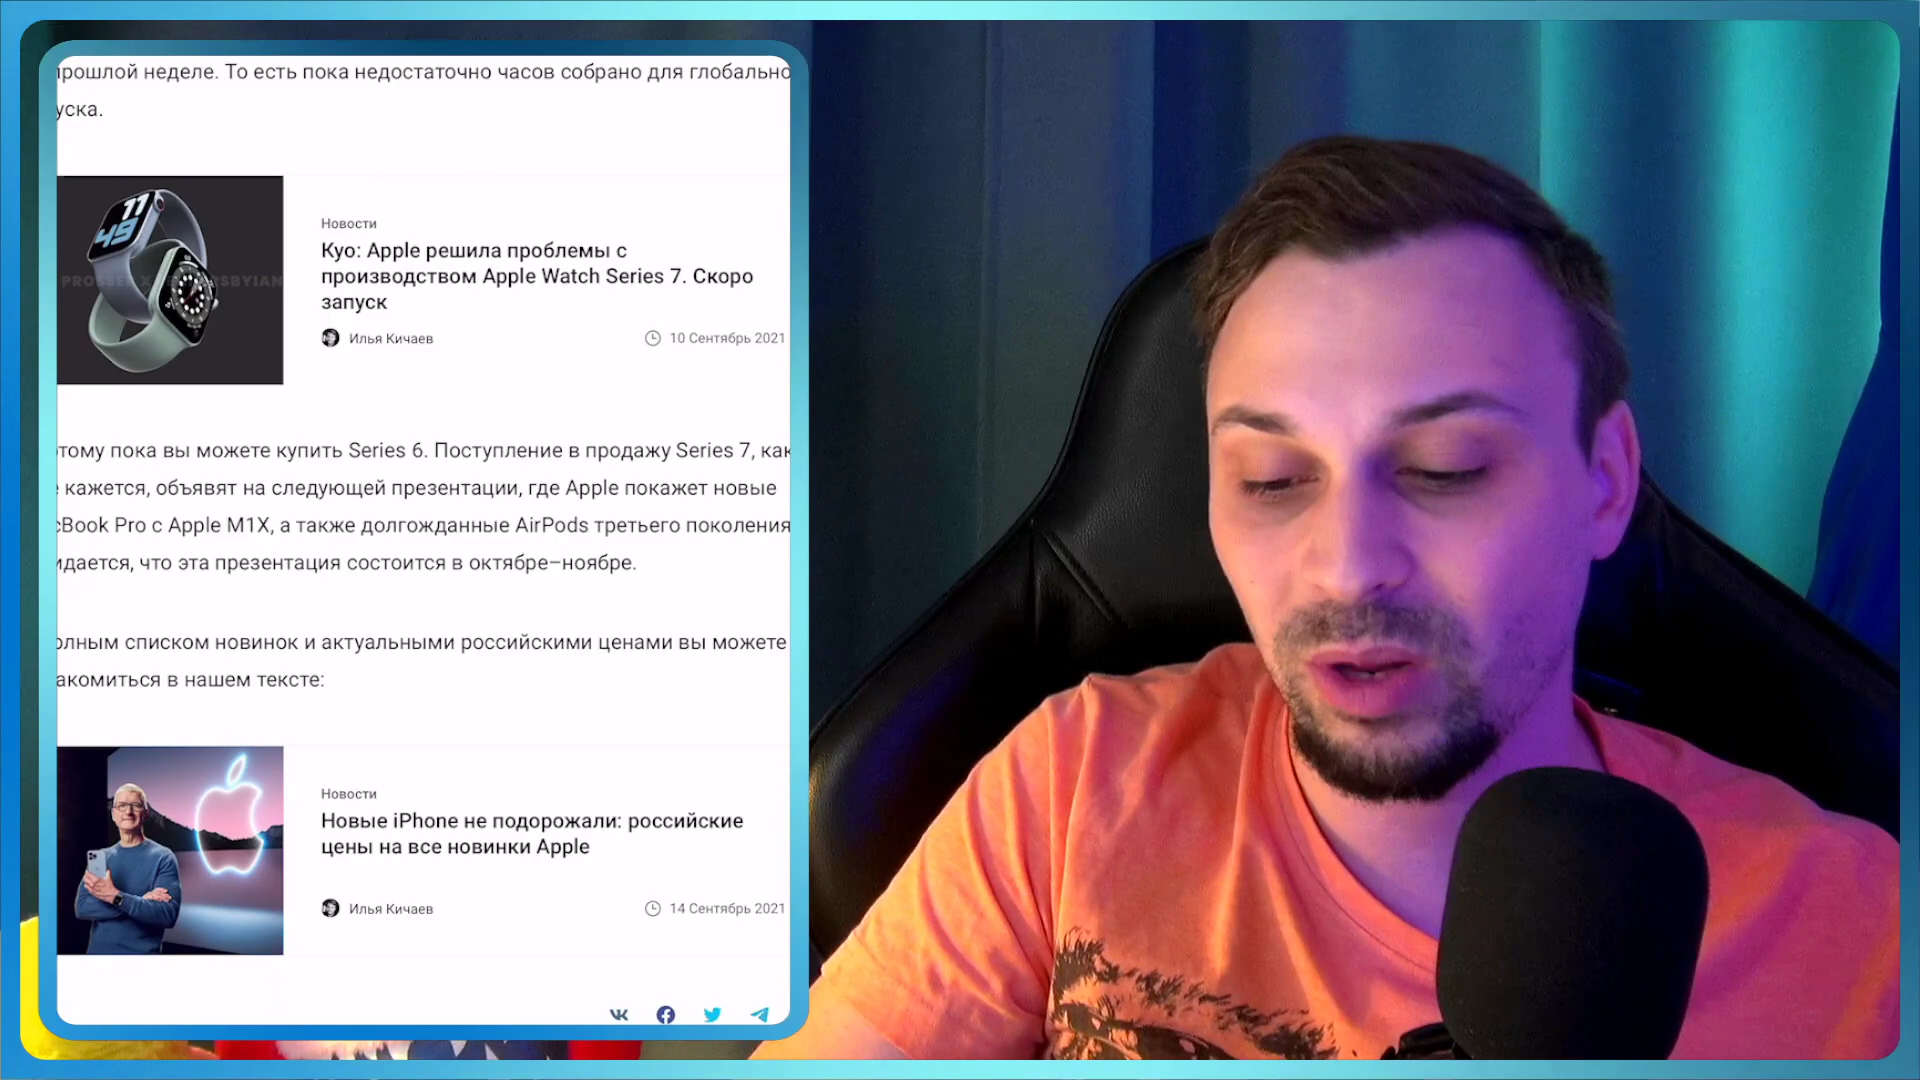 прошлой неделе. То есть пока недостаточно часов собрано для глобально
уска.
11
49
Новости
Куо: Apple решила проблемы с
производством Apple Watch Series 7. Скоро
запуск
Илья Кичаев
10 Сентябрь 2021
этому пока вы можете купить Series 6. Поступление в продажу Series 7, как
е кажется, объявят на следующей презентации, где Apple покажет новые
cBook Pro с Apple M1X, а также долгожданные AirPods третьего поколения
идается, что эта презентация состоится в октябре–ноябре.
олным списком новинок и актуальными российскими ценами вы можете
акомиться в нашем тексте:
Новости
Новые iPhone не подорожали: российские
цены на все новинки Apple
Илья Кичаев
14 Сентябрь 2021